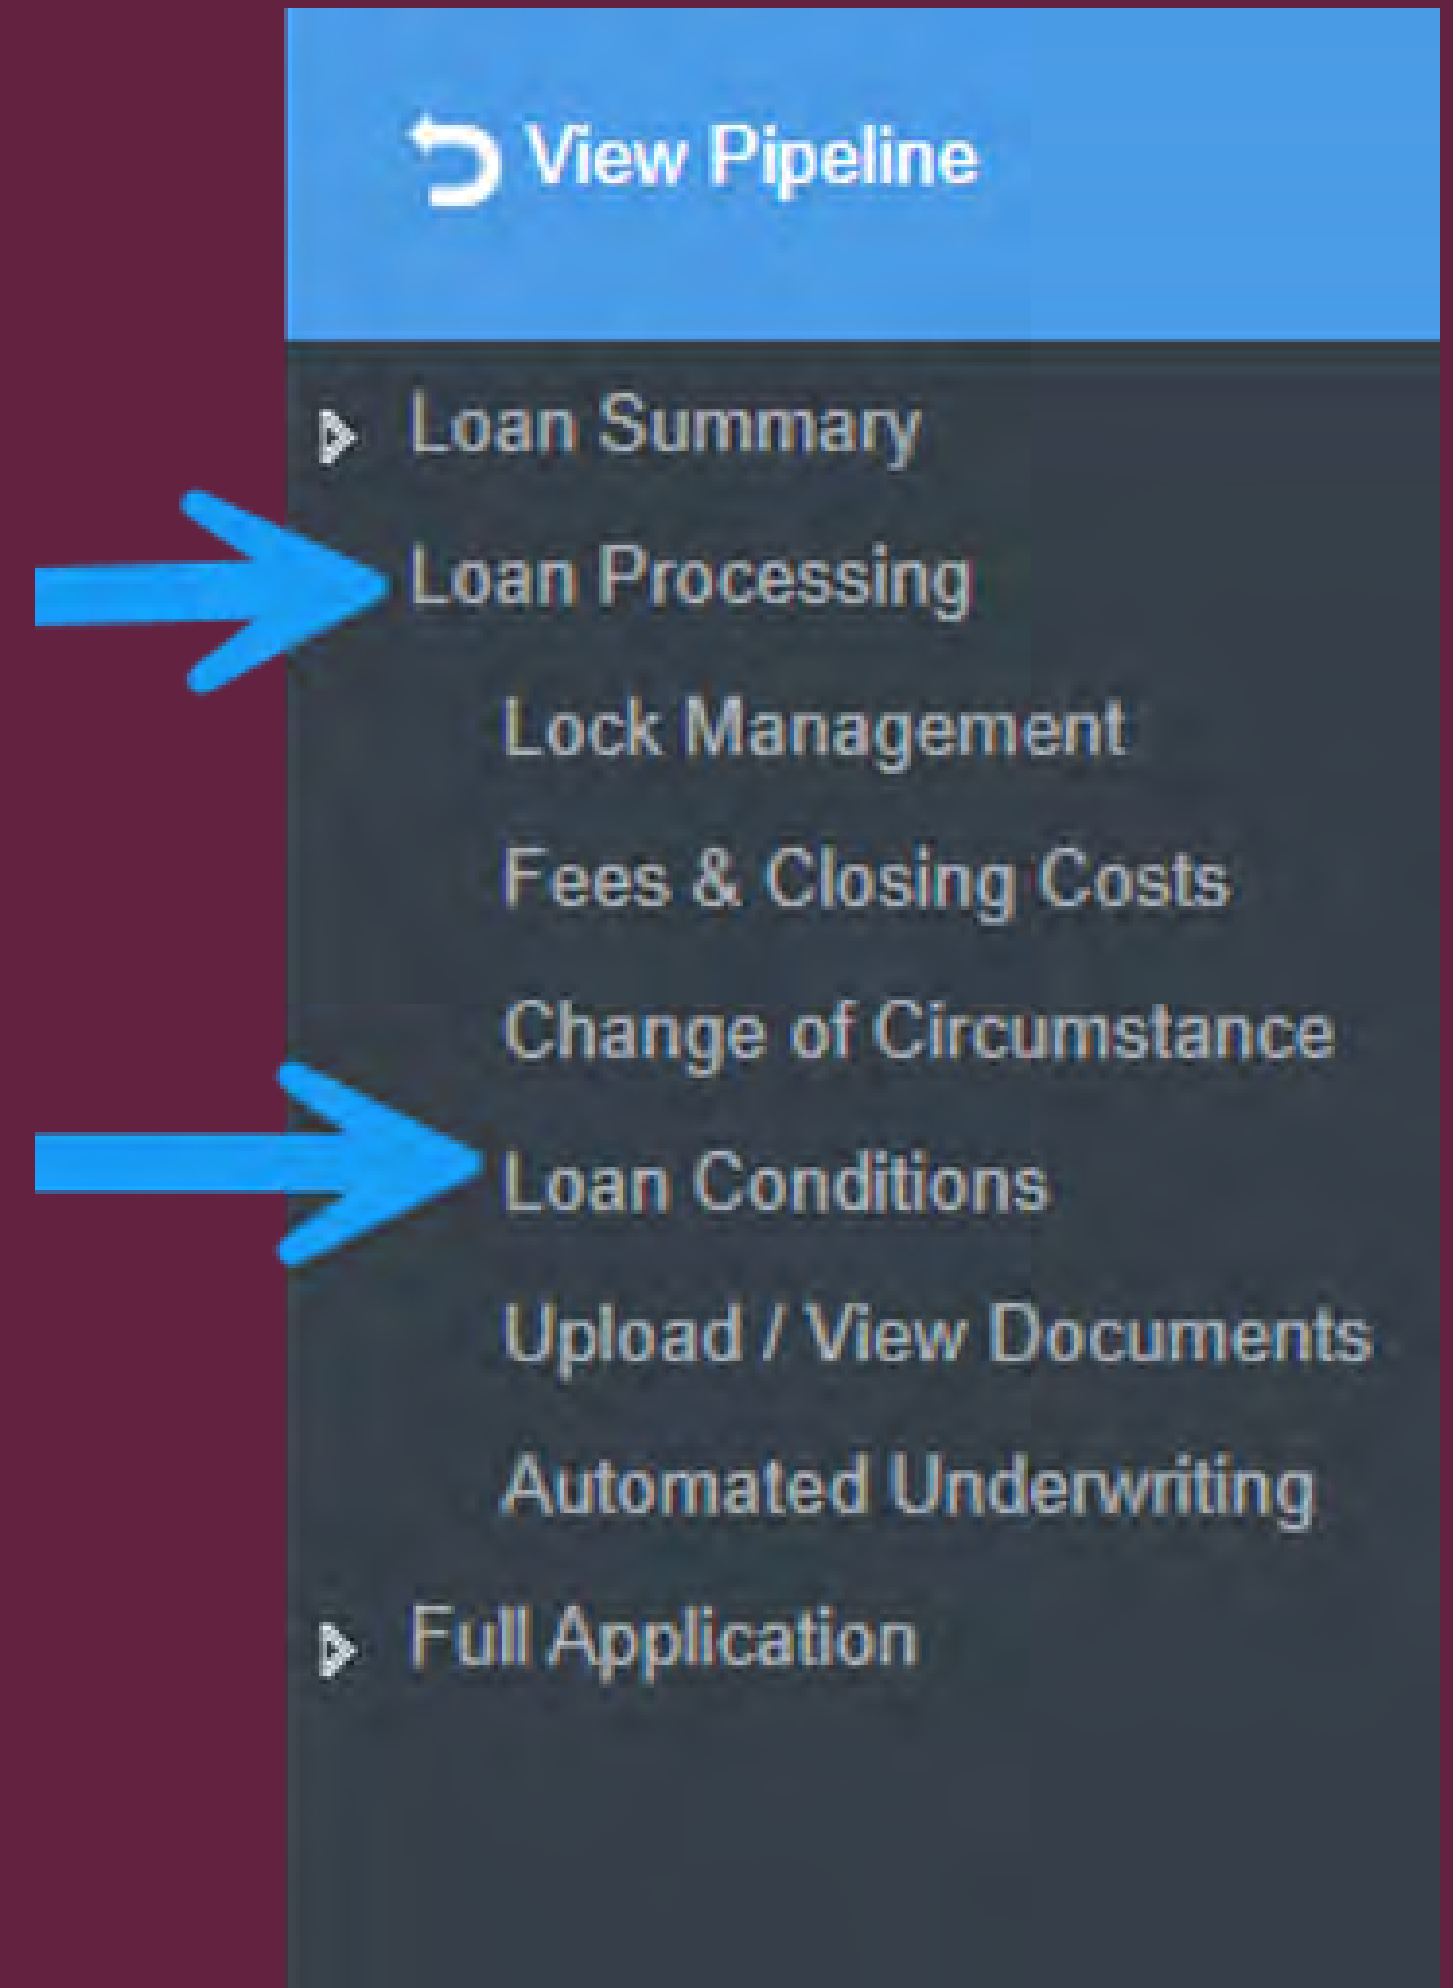 View Pipeline
Loan Summary
Loan Processing
Lock Management
Fees & Closing Costs
Change of Circumstance
Loan Conditions
Upload / View Documents
Automated Underwriting
Full Application